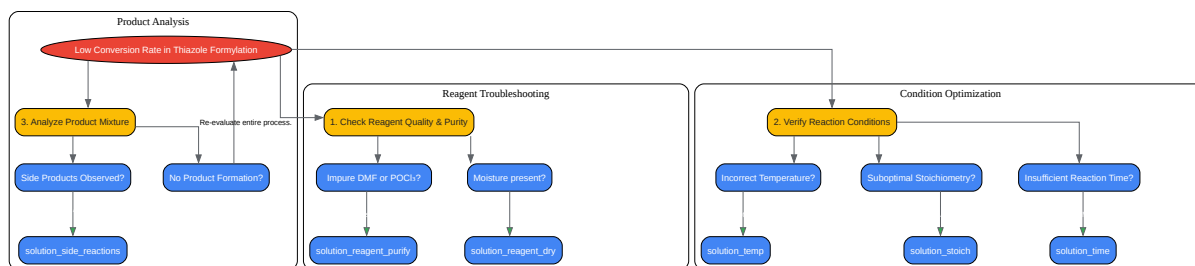 Product Analysis
Low Conversion Rate in Thiazole Formylation
Reagent Troubleshooting
Condition Optimization
3. Analyze Product Mixture
Re-evaluate entire process.
1. Check Reagent Quality & Purity
2. Verify Reaction Conditions
Side Products Observed?
No Product Formation?
Impure DMF or POCl₃?
Moisture present?
Incorrect Temperature?
Suboptimal Stoichiometry?
Insufficient Reaction Time?
solution_side_reactions
solution_reagent_purify
solution_reagent_dry
solution_temp
solution_stoich
solution_time